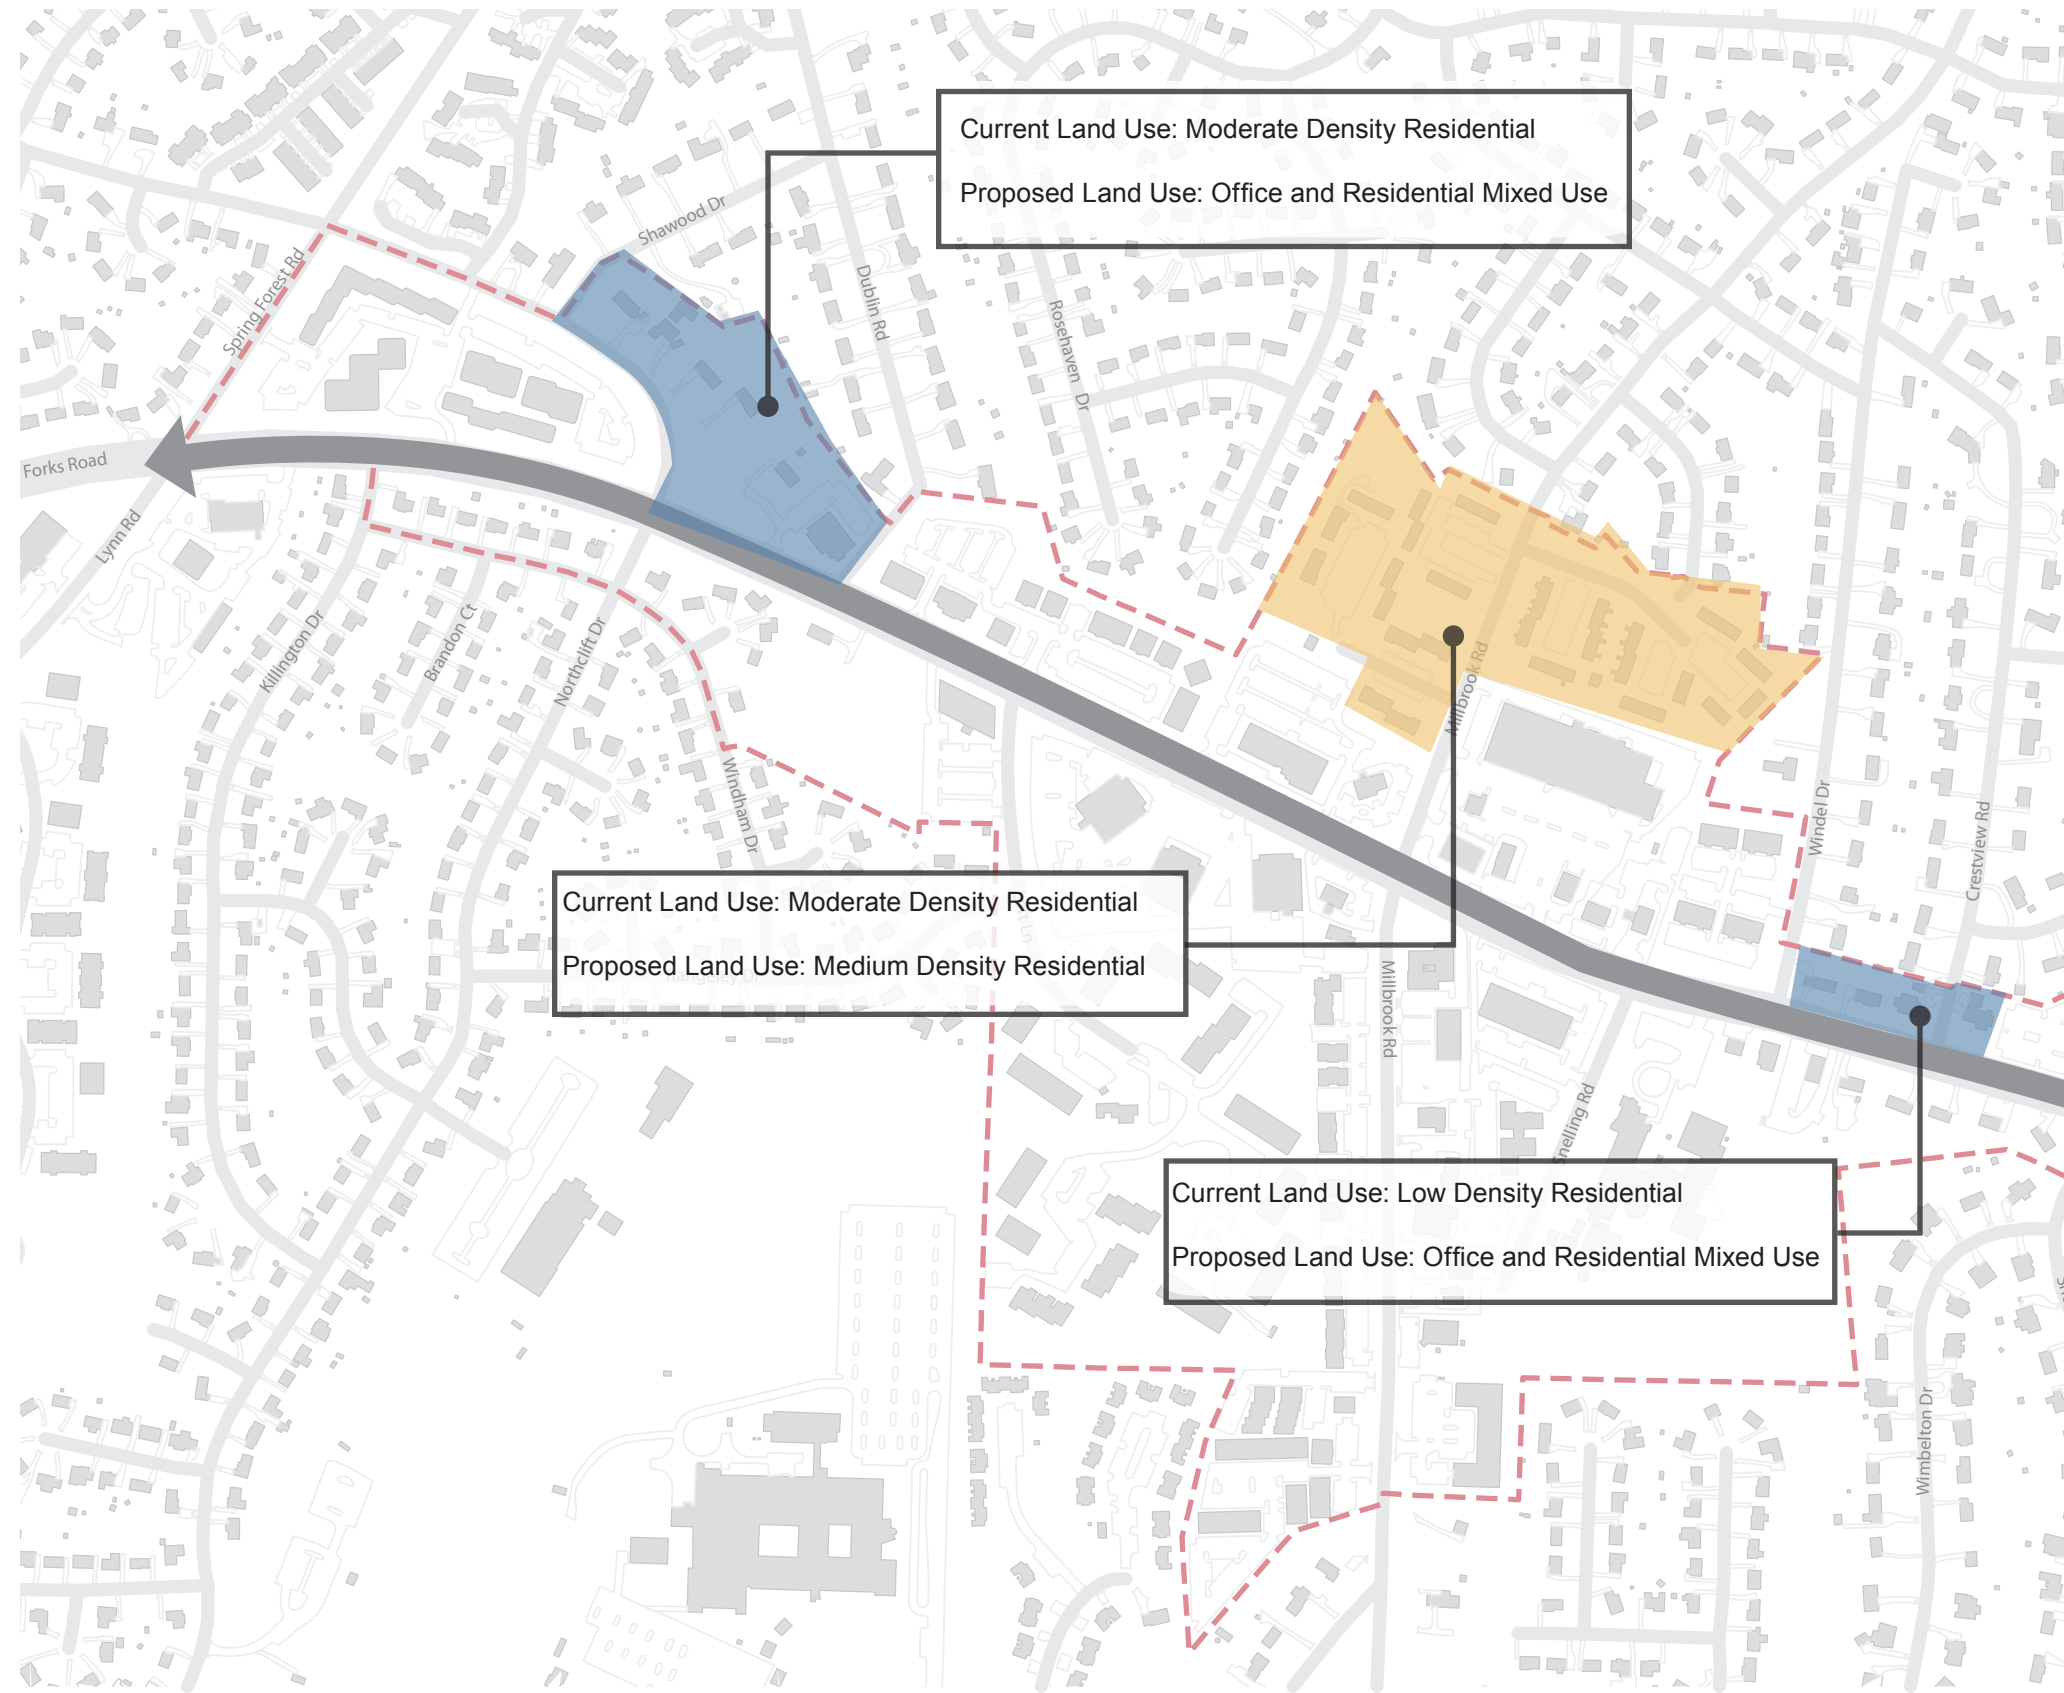 Current Land Use: Moderate Density Residential
Proposed Land Use: Office and Residential Mixed Use
Shawood Dr
Spring Forest Rd
Dublin Rd
Rosehaven Dr
Forks Road
Lynn Rd
Killington Dr
Brandon Ct
Northclift Dr
Millbrook Rd
Windham Dr
Windel Dr
Crestview Rd
Current Land Use: Moderate Density Residential
Proposed Land Use: Medium Density Residential
Ln
Rangeley Dr
Millbrook Rd
Snelling Rd
Current Land Use: Low Density Residential
Proposed Land Use: Office and Residential Mixed Use
Wimbelton Dr